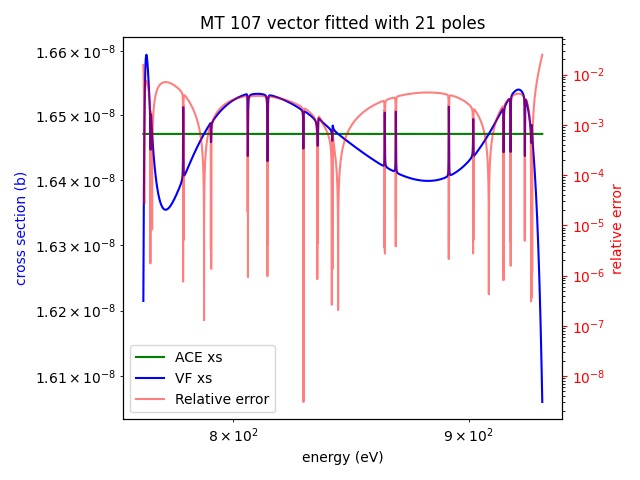 MT 107 vector fitted with 21 poles
1.66 × 10⁻⁸
1.65 × 10⁻⁸
1.64 × 10⁻⁸
1.63 × 10⁻⁸
1.62 × 10⁻⁸
1.61 × 10⁻⁸
cross section (b)
10⁻²
10⁻³
10⁻⁴
10⁻⁵
10⁻⁶
10⁻⁷
10⁻⁸
relative error
ACE xs
VF xs
Relative error
8 × 10² 9 × 10²
energy (eV)